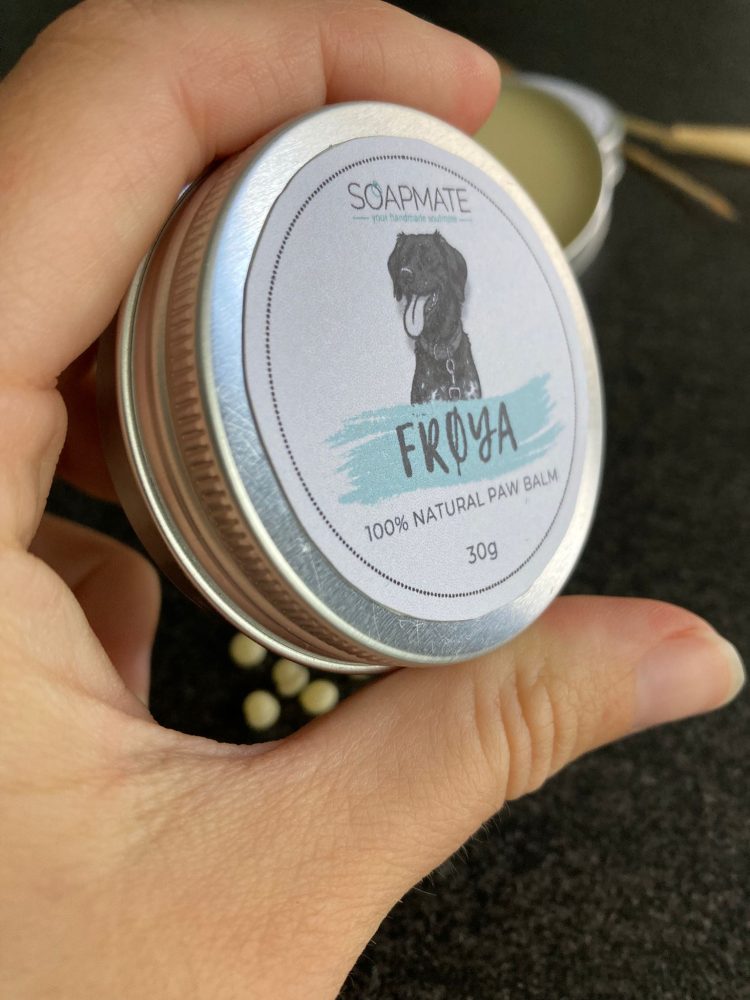 SOAPMATE
your handmade soulmate
FRØYA
100% NATURAL PAW BALM
30g